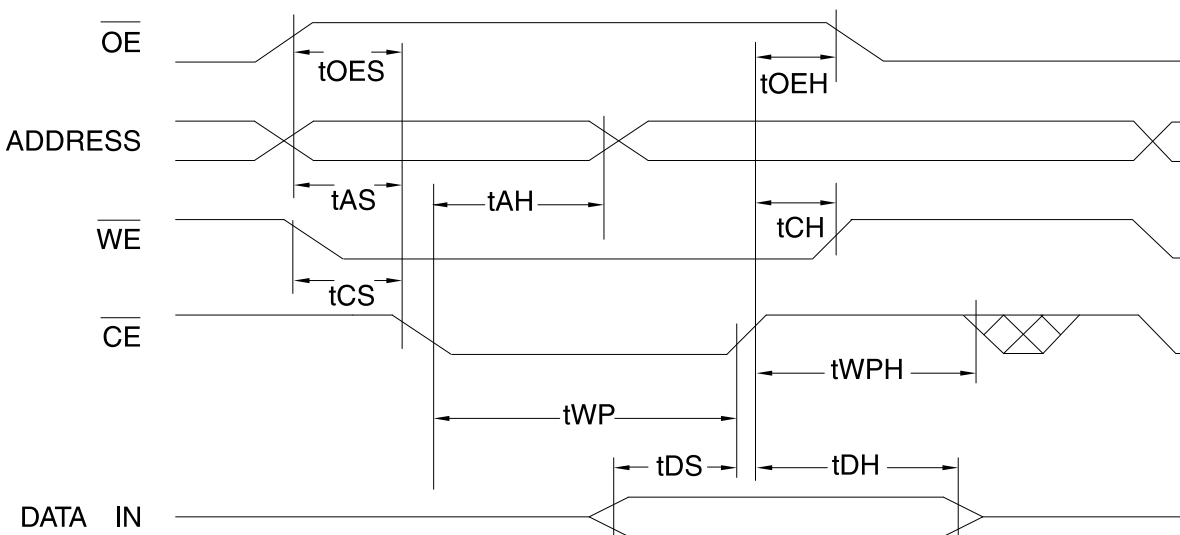 OE
tOES
tOEH
ADDRESS
tAS
tAH
tCH
WE
tCS
CE
tWPH
tWP
tDS
tDH
DATA IN